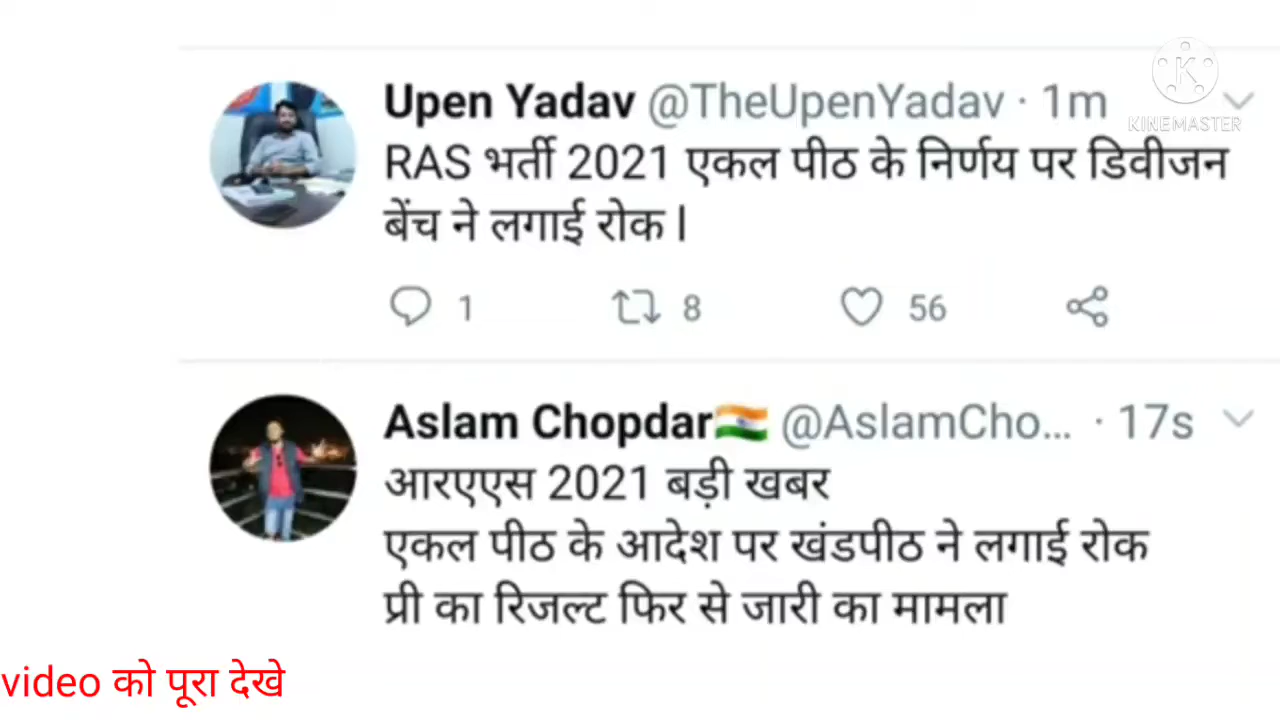 Upen Yadav @TheUpenYadav · 1m
KINEMASTER
RAS भर्ती 2021 एकल पीठ के निर्णय पर डिवीजन
बेंच ने लगाई रोक l
1 8 56
Aslam Chopdar🇮🇳 @AslamCho... · 17s
आरएएस 2021 बड़ी खबर
एकल पीठ के आदेश पर खंडपीठ ने लगाई रोक
प्री का रिजल्ट फिर से जारी का मामला
video को पूरा देखे